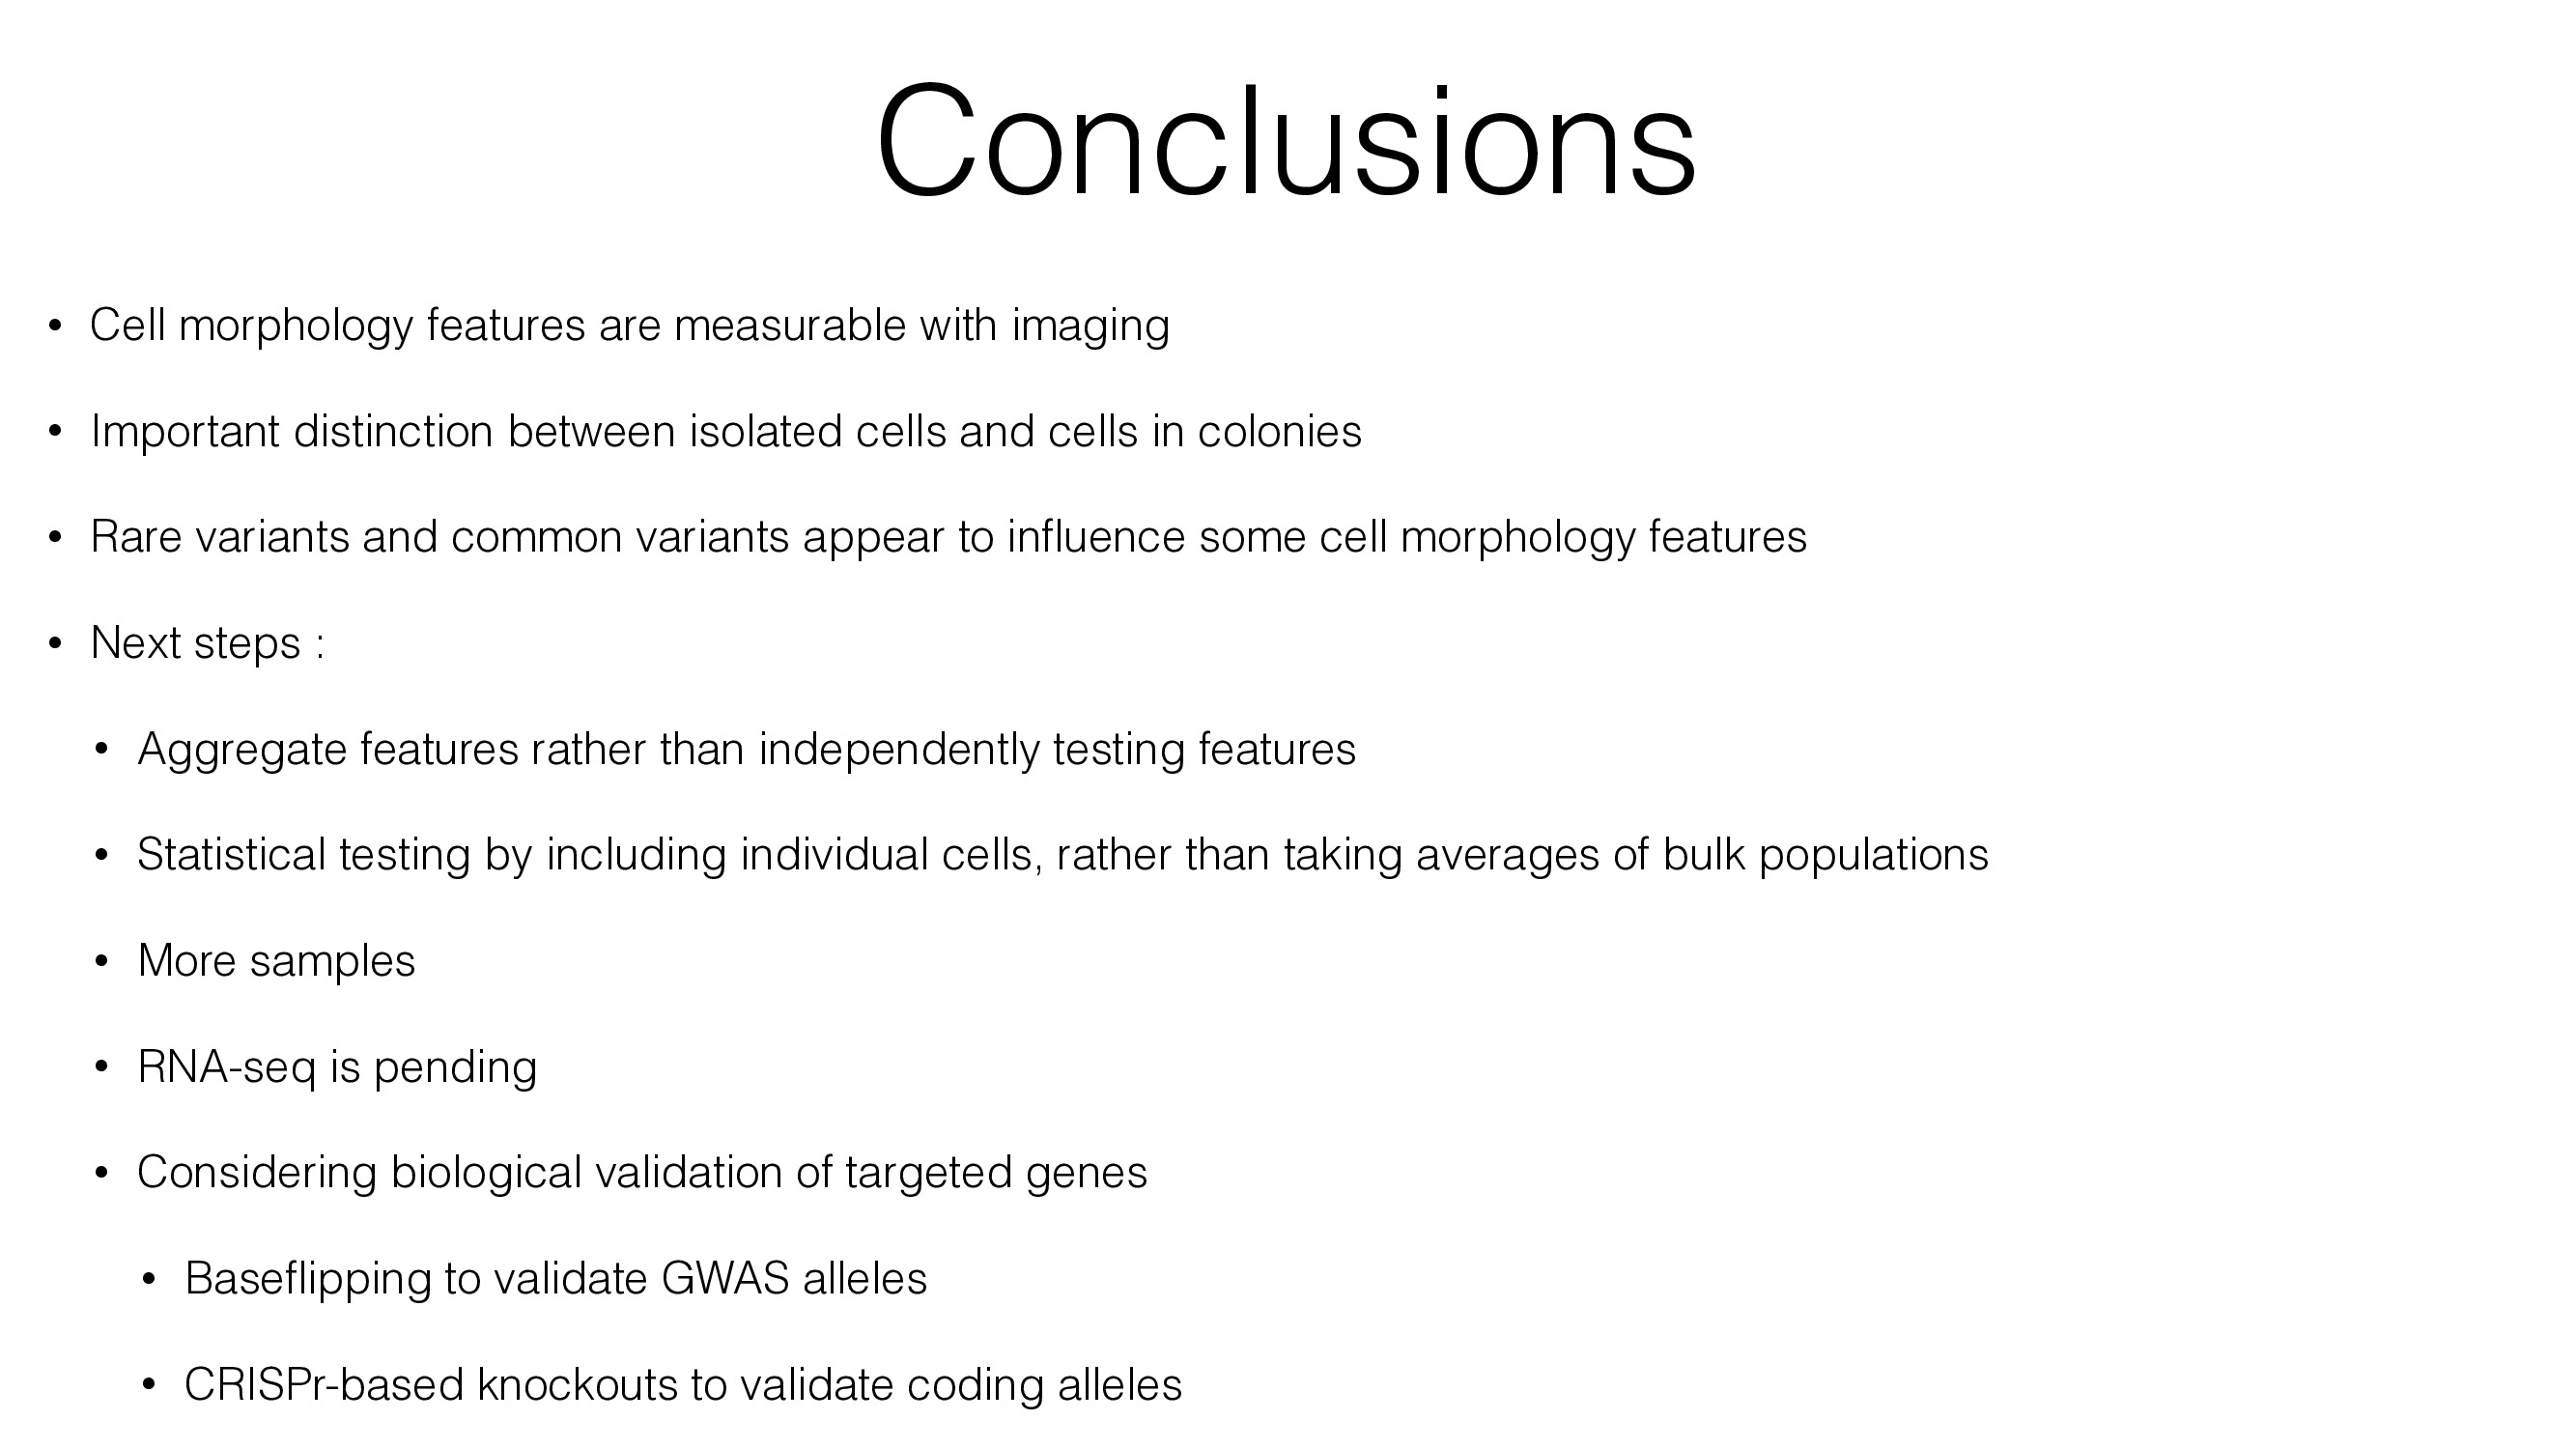 Conclusions
• Cell morphology features are measurable with imaging
• Important distinction between isolated cells and cells in colonies
• Rare variants and common variants appear to influence some cell morphology features
• Next steps :
• Aggregate features rather than independently testing features
• Statistical testing by including individual cells, rather than taking averages of bulk populations
• More samples
• RNA-seq is pending
• Considering biological validation of targeted genes
• Baseflipping to validate GWAS alleles
• CRISPr-based knockouts to validate coding alleles